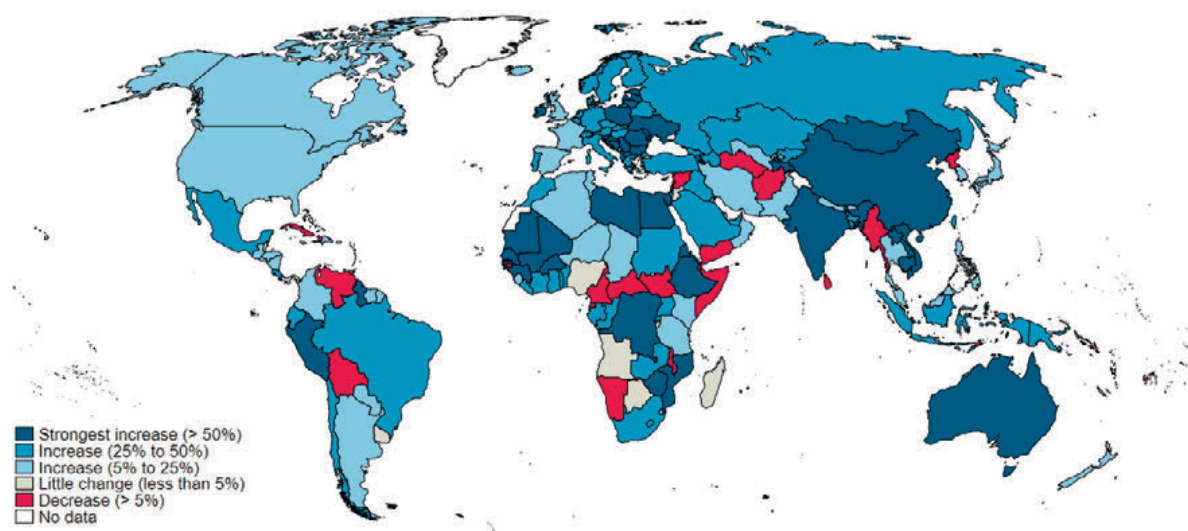 Strongest increase (> 50%)
Increase (25% to 50%)
Increase (5% to 25%)
Little change (less than 5%)
Decrease (> 5%)
No data